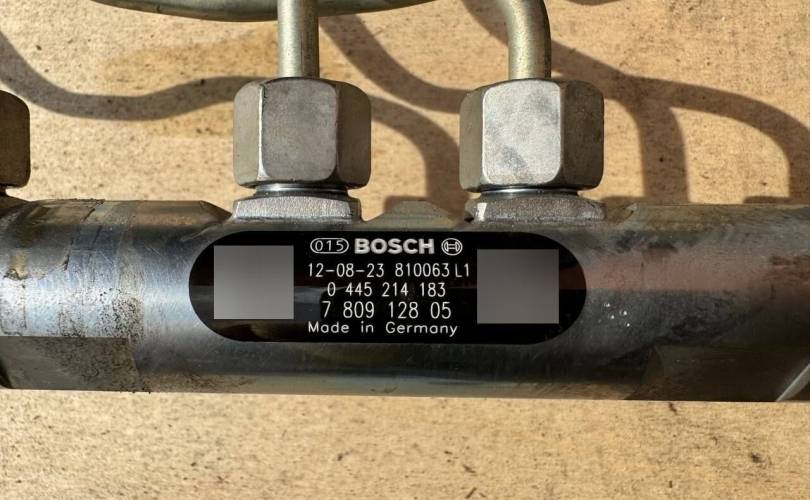 015 BOSCH
12-08-23 810063 L1
0 445 214 183
7 809 128 05
Made in Germany